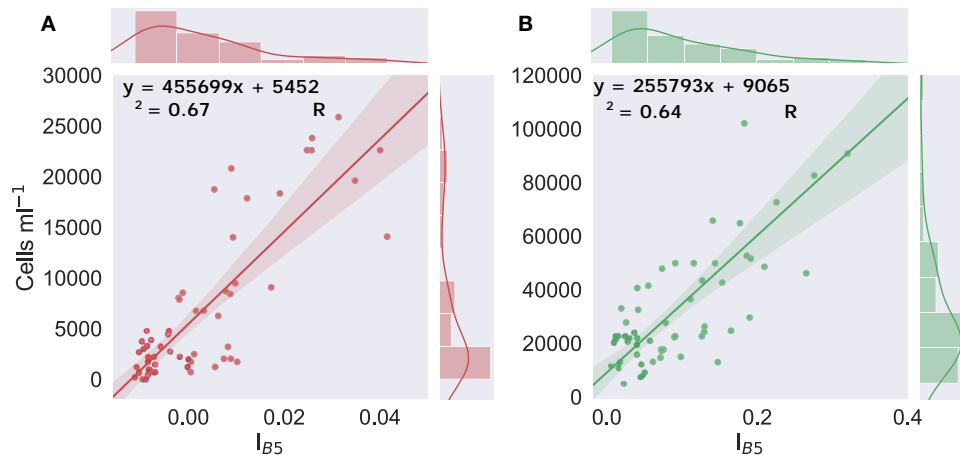 A
B
30000
25000
20000
15000
10000
5000
0
Cells ml⁻¹
y = 455699x + 5452
² = 0.67 R
0.00 0.02 0.04
I_{B5}
120000
100000
80000
60000
40000
20000
0
y = 255793x + 9065
² = 0.64 R
0.0 0.2 0.4
I_{B5}